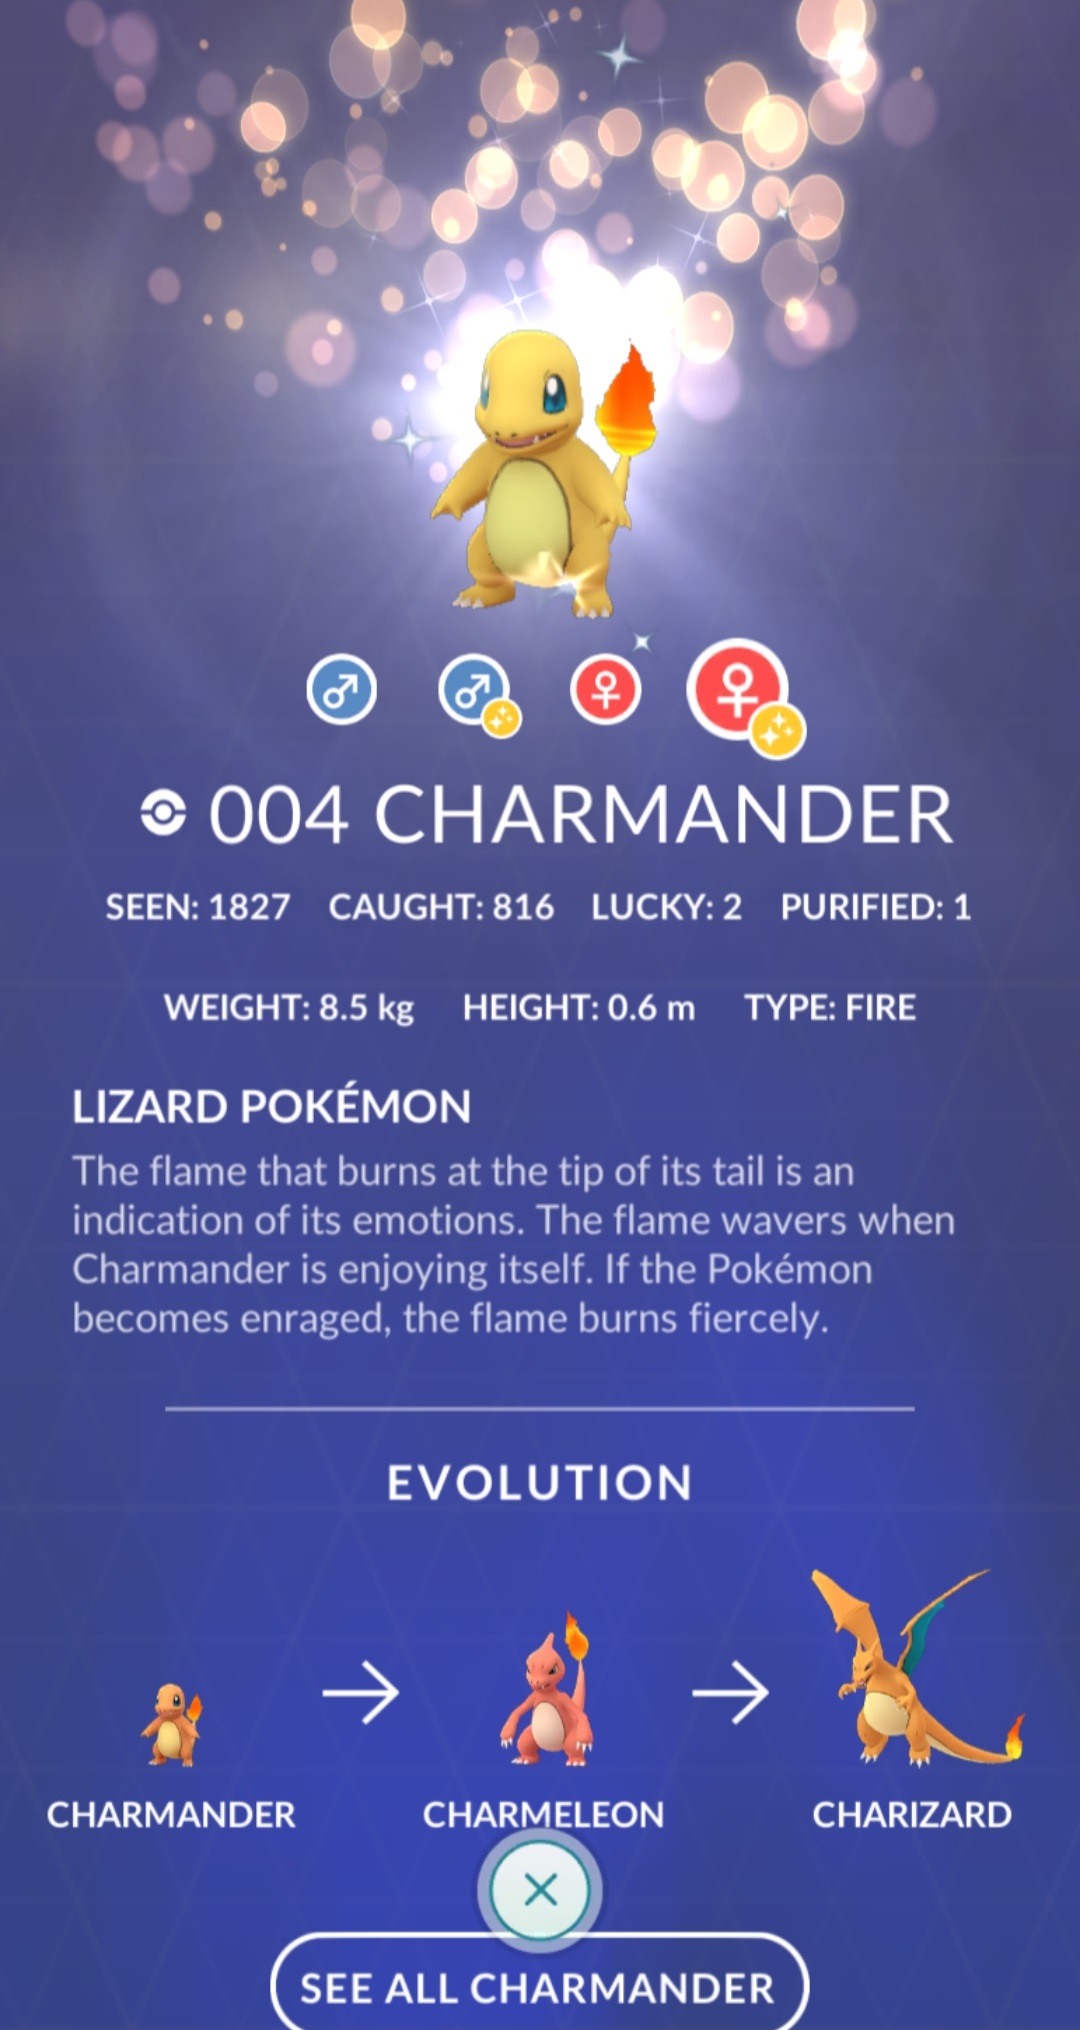 004 CHARMANDER
SEEN: 1827 CAUGHT: 816 LUCKY: 2 PURIFIED: 1
WEIGHT: 8.5 kg HEIGHT: 0.6 m TYPE: FIRE
LIZARD POKÉMON
The flame that burns at the tip of its tail is an
indication of its emotions. The flame wavers when
Charmander is enjoying itself. If the Pokémon
becomes enraged, the flame burns fiercely.
EVOLUTION
CHARMANDER CHARMELEON CHARIZARD
SEE ALL CHARMANDER